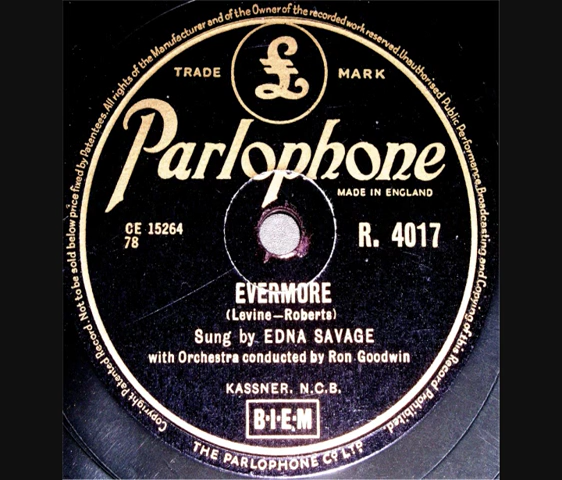 Copyright Patented Record. Not to be sold below price fixed by Patentees. All rights of the Manufacturer and of the Owner of the recorded work reserved. Unauthorised Public Performance, Broadcasting and Copying of this Record Prohibited.
£
TRADE MARK
Parlophone
MADE IN ENGLAND
CE 15264
78
R. 4017
EVERMORE
(Levine—Roberts)
Sung by EDNA SAVAGE
with Orchestra conducted by Ron Goodwin
KASSNER. N.C.B.
B·I·E·M
THE PARLOPHONE Co LTD